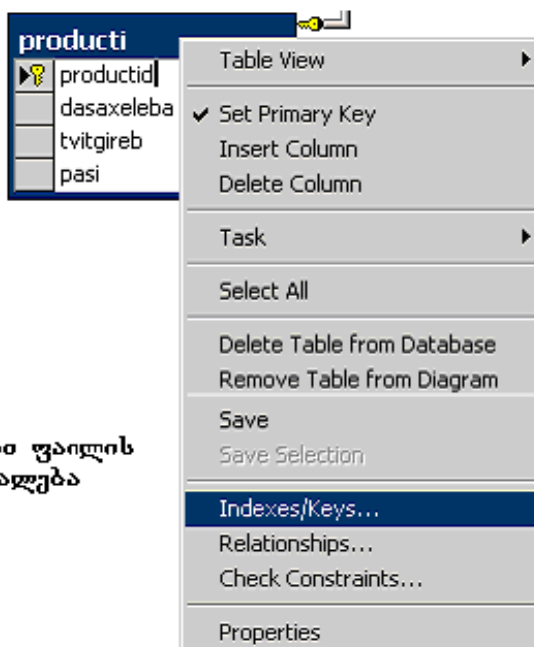 producti
productid
dasaxeleba
tvitgireb
pasi
Table View
Set Primary Key
Insert Column
Delete Column
Task
Select All
Delete Table from Database
Remove Table from Diagram
Save
Save Selection
ფაილის
Indexes/Keys...
Relationships...
Check Constraints...
Properties